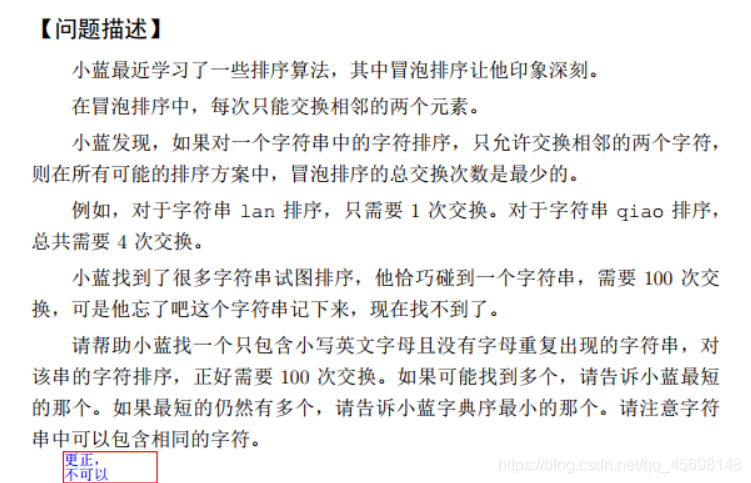 【问题描述】
小蓝最近学习了一些排序算法，其中冒泡排序让他印象深刻。
在冒泡排序中，每次只能交换相邻的两个元素。
小蓝发现，如果对一个字符串中的字符排序，只允许交换相邻的两个字符，
则在所有可能的排序方案中，冒泡排序的总交换次数是最少的。
例如，对于字符串 lan 排序，只需要 1 次交换。对于字符串 qiao 排序，
总共需要 4 次交换。
小蓝找到了很多字符串试图排序，他恰巧碰到一个字符串，需要 100 次交
换，可是他忘了吧这个字符串记下来，现在找不到了。
请帮助小蓝找一个只包含小写英文字母且没有字母重复出现的字符串，对
该串的字符排序，正好需要 100 次交换。如果可能找到多个，请告诉小蓝最短
的那个。如果最短的仍然有多个，请告诉小蓝字典序最小的那个。请注意字符
串中可以包含相同的字符。
更正，
不可以
https://blog.csdn.net/qq_45698148